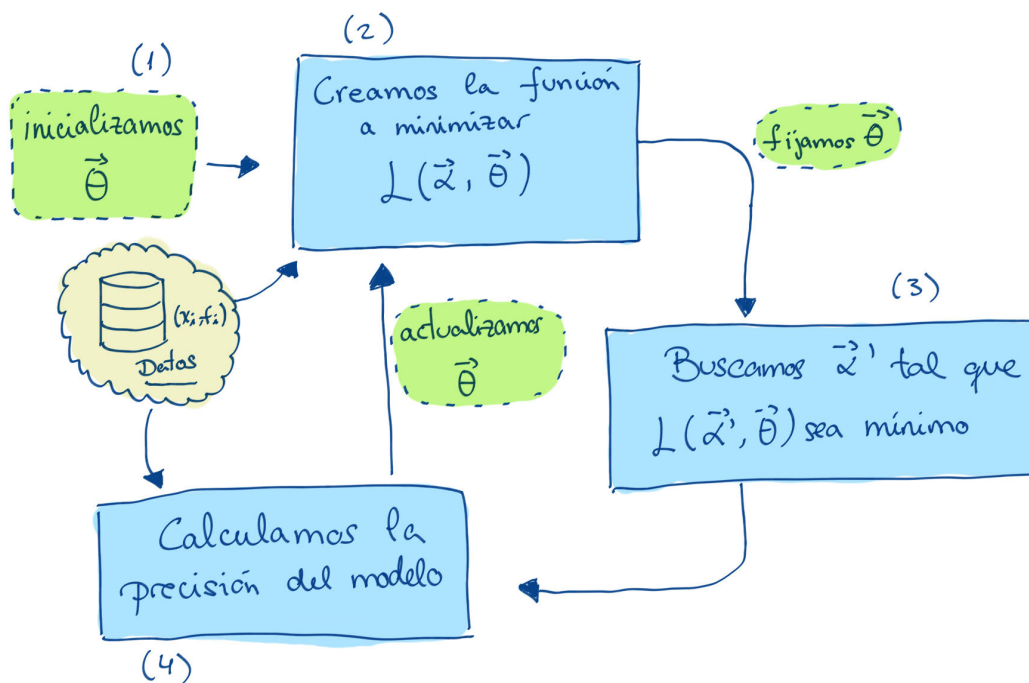 (1)
inicializamos
θ⃗
(2)
Creamos la función
a minimizar
L(α⃗, θ⃗)
fijamos θ⃗
(3)
Buscamos α⃗' tal que
L(α⃗', θ⃗) sea mínimo
(xᵢ, fᵢ)
Datos
actualizamos
θ⃗
Calculamos la
precisión del modelo
(4)